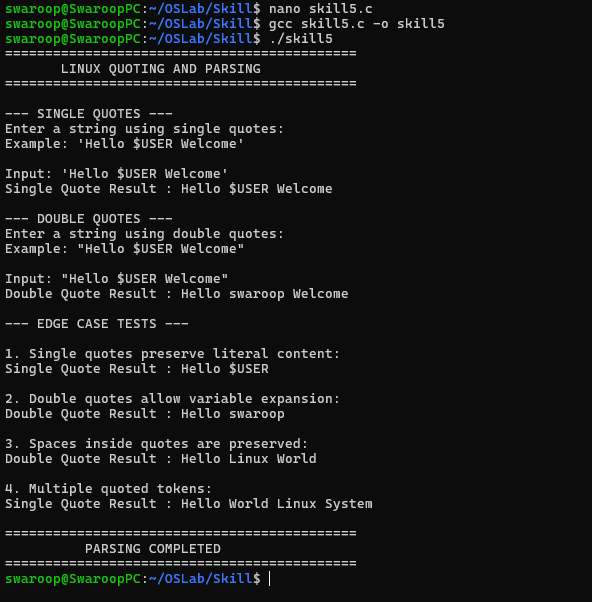 swaroop@SwaroopPC:~/OSLab/Skill$ nano skill5.c
swaroop@SwaroopPC:~/OSLab/Skill$ gcc skill5.c -o skill5
swaroop@SwaroopPC:~/OSLab/Skill$ ./skill5
============================================
       LINUX QUOTING AND PARSING
============================================

--- SINGLE QUOTES ---
Enter a string using single quotes:
Example: 'Hello $USER Welcome'

Input: 'Hello $USER Welcome'
Single Quote Result : Hello $USER Welcome

--- DOUBLE QUOTES ---
Enter a string using double quotes:
Example: "Hello $USER Welcome"

Input: "Hello $USER Welcome"
Double Quote Result : Hello swaroop Welcome

--- EDGE CASE TESTS ---

1. Single quotes preserve literal content:
Single Quote Result : Hello $USER

2. Double quotes allow variable expansion:
Double Quote Result : Hello swaroop

3. Spaces inside quotes are preserved:
Double Quote Result : Hello Linux World

4. Multiple quoted tokens:
Single Quote Result : Hello World Linux System

============================================
          PARSING COMPLETED
============================================
swaroop@SwaroopPC:~/OSLab/Skill$